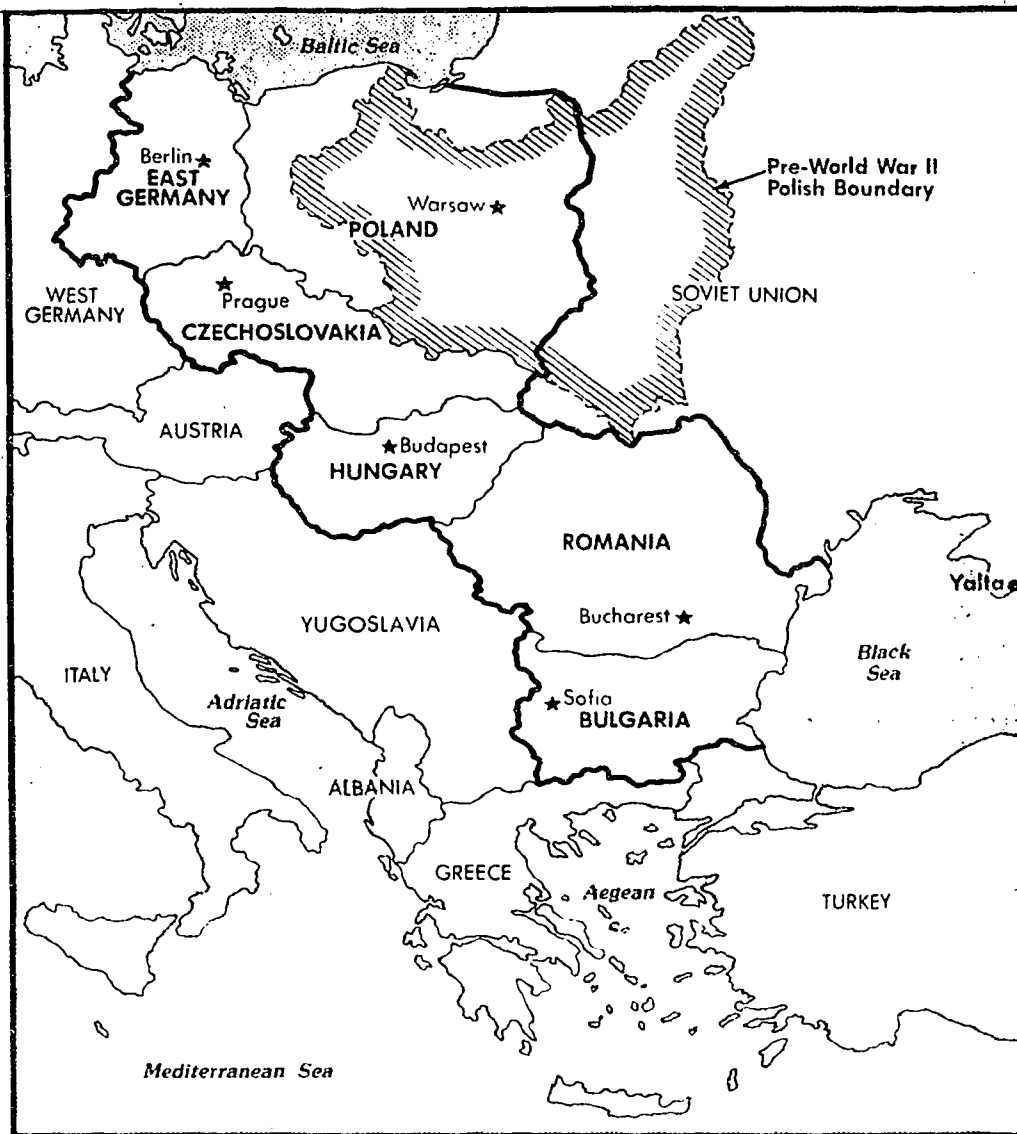 Baltic Sea
Berlin
EAST
GERMANY
Warsaw
POLAND
Pre-World War II
Polish Boundary
WEST
GERMANY
Prague
CZECHOSLOVAKIA
SOVIET UNION
AUSTRIA
Budapest
HUNGARY
ROMANIA
Yalta
Bucharest
YUGOSLAVIA
Black
Sea
ITALY
Adriatic
Sea
Sofia
BULGARIA
ALBANIA
GREECE
Aegean
TURKEY
Mediterranean Sea